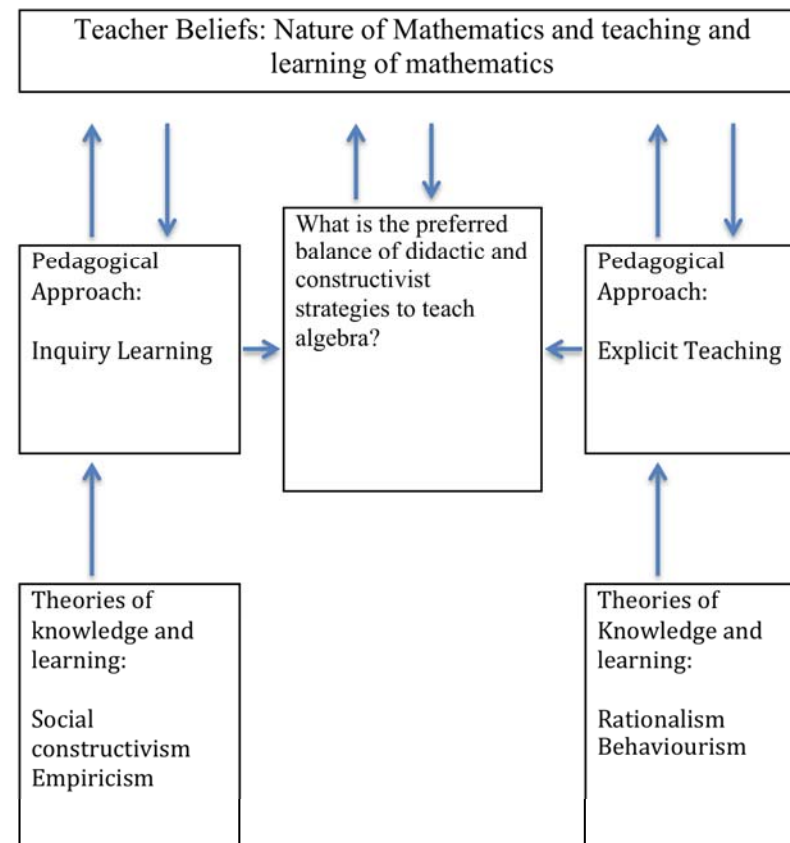 Teacher Beliefs: Nature of Mathematics and teaching and
learning of mathematics
Pedagogical
Approach:
Inquiry Learning
What is the preferred
balance of didactic and
constructivist
strategies to teach
algebra?
Pedagogical
Approach:
Explicit Teaching
Theories of
knowledge and
learning:
Social
constructivism
Empiricism
Theories of
Knowledge and
learning:
Rationalism
Behaviourism